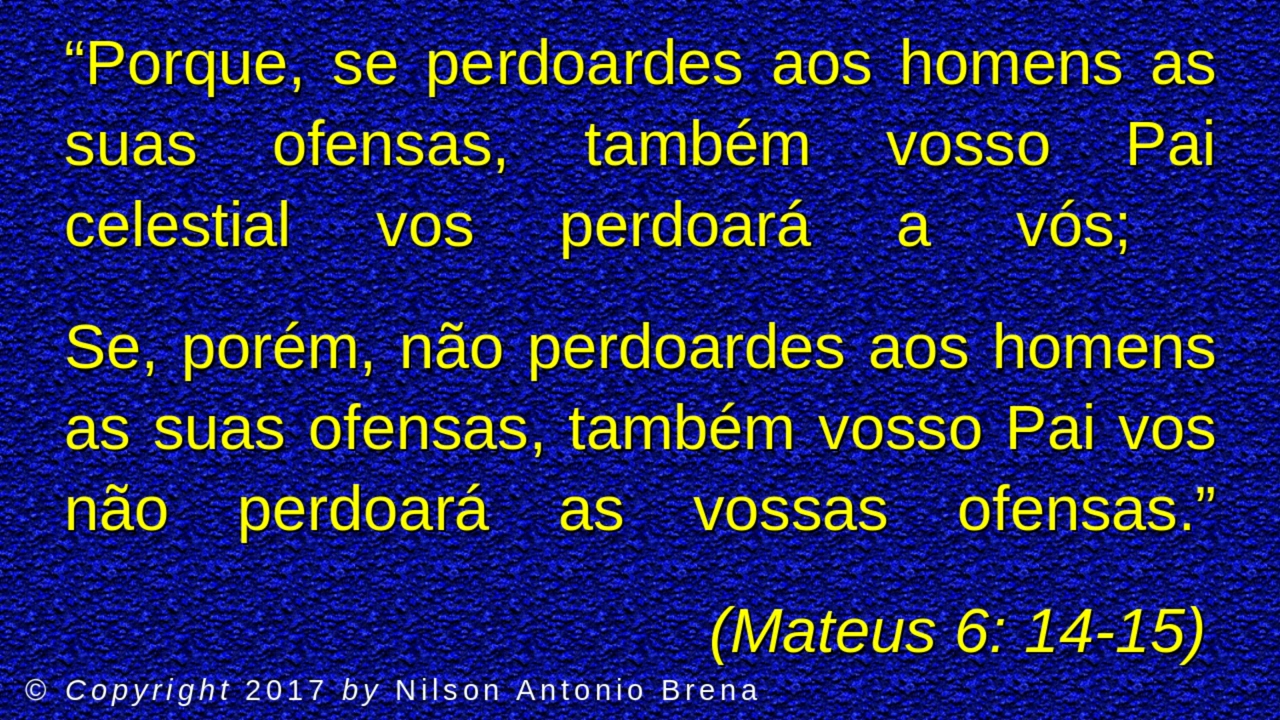 “Porque, se perdoardes aos homens as
suas ofensas, também vosso Pai
celestial vos perdoará a vós;
Se, porém, não perdoardes aos homens
as suas ofensas, também vosso Pai vos
não perdoará as vossas ofensas.”
(Mateus 6: 14-15)
© Copyright 2017 by Nilson Antonio Brena